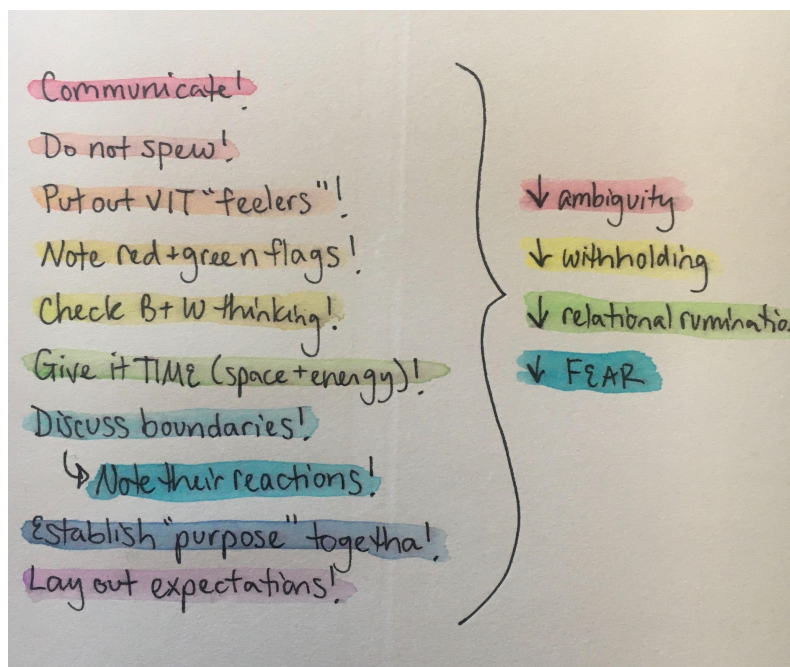 Communicate!
Do not spew!
Put out VIT "feelers"!
Note red + green flags!
Check B + W thinking!
Give it TIME (space + energy)!
Discuss boundaries!
↳ Note their reactions!
Establish "purpose" togetha!
Lay out expectations!
↓ ambiguity
↓ withholding
↓ relational ruminatio
↓ FEAR